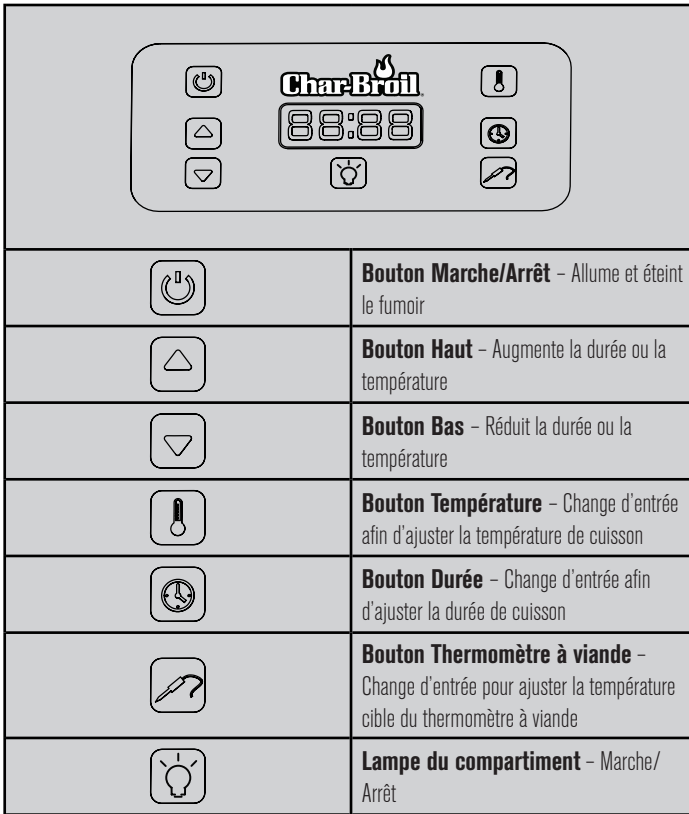 Char-Broil
88:88
Bouton Marche/Arrêt – Allume et éteint
le fumoir
Bouton Haut – Augmente la durée ou la
température
Bouton Bas – Réduit la durée ou la
température
Bouton Température – Change d'entrée
afin d'ajuster la température de cuisson
Bouton Durée – Change d'entrée afin
d'ajuster la durée de cuisson
Bouton Thermomètre à viande –
Change d'entrée pour ajuster la température
cible du thermomètre à viande
Lampe du compartiment – Marche/
Arrêt